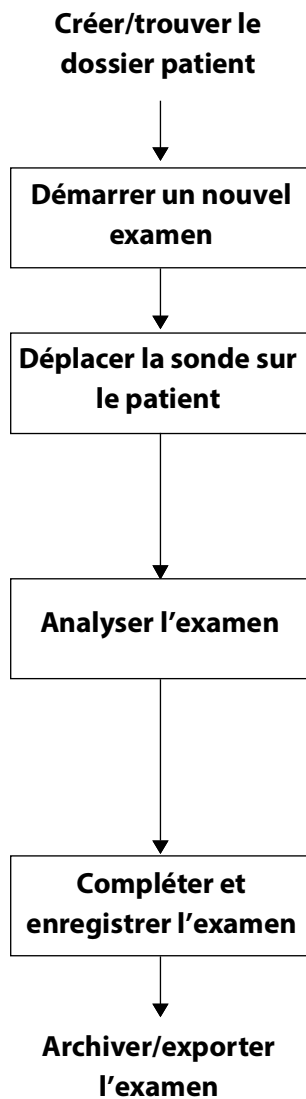 Créer/trouver le
dossier patient
Démarrer un nouvel
examen
Déplacer la sonde sur
le patient
Analyser l’examen
Compléter et
enregistrer l’examen
Archiver/exporter
l’examen